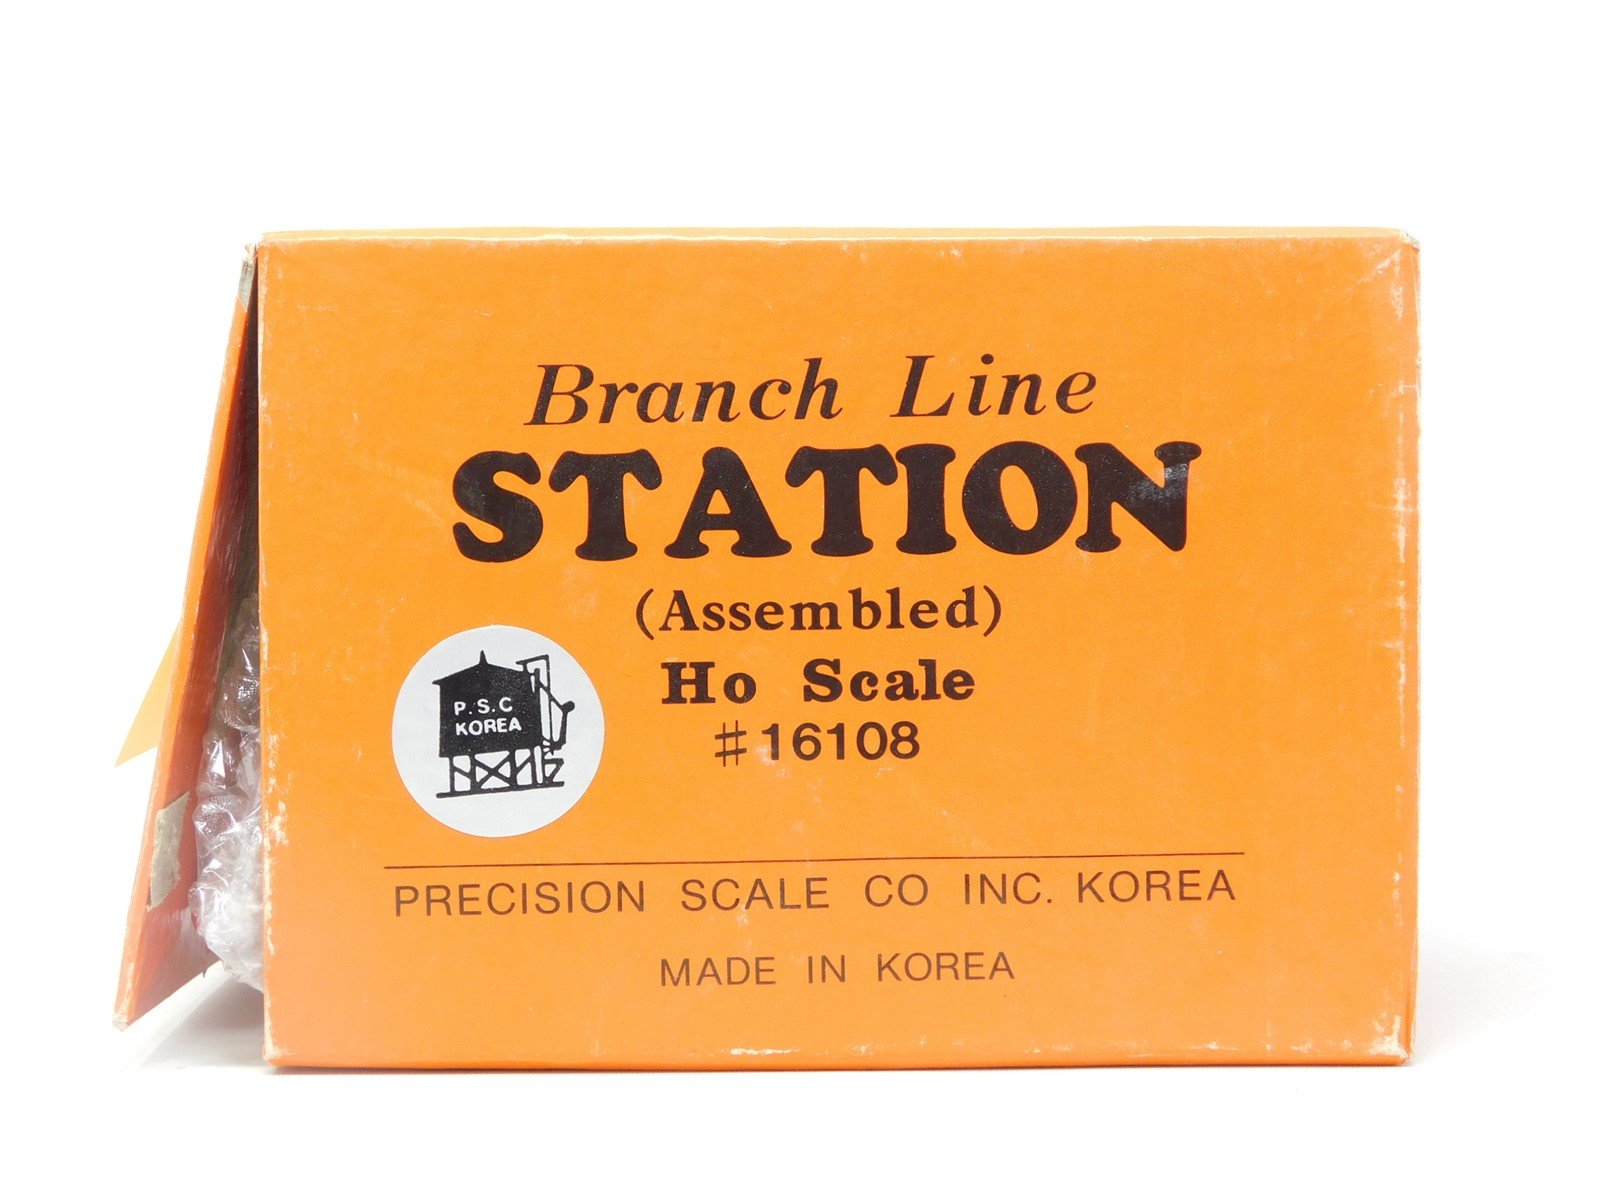 Branch Line
STATION
(Assembled)
Ho Scale
#16108
P.S.C
KOREA
PRECISION SCALE CO INC. KOREA
MADE IN KOREA